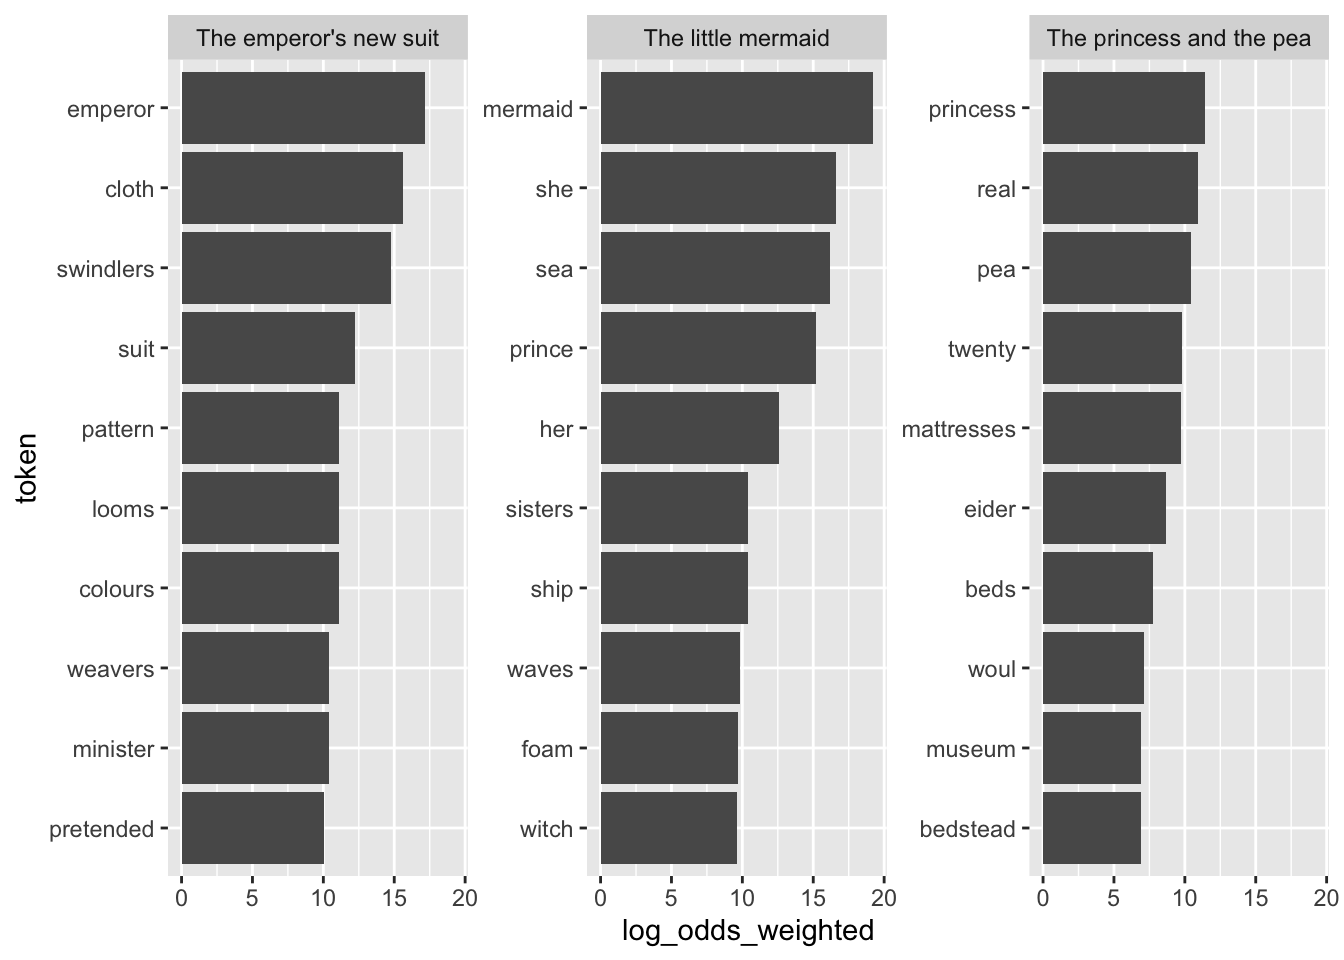 The emperor's new suit
The little mermaid
The princess and the pea
token
emperor
cloth
swindlers
suit
pattern
looms
colours
weavers
minister
pretended
0 5 10 15 20
mermaid
she
sea
prince
her
sisters
ship
waves
foam
witch
0 5 10 15 20
princess
real
pea
twenty
mattresses
eider
beds
woul
museum
bedstead
0 5 10 15 20
log_odds_weighted